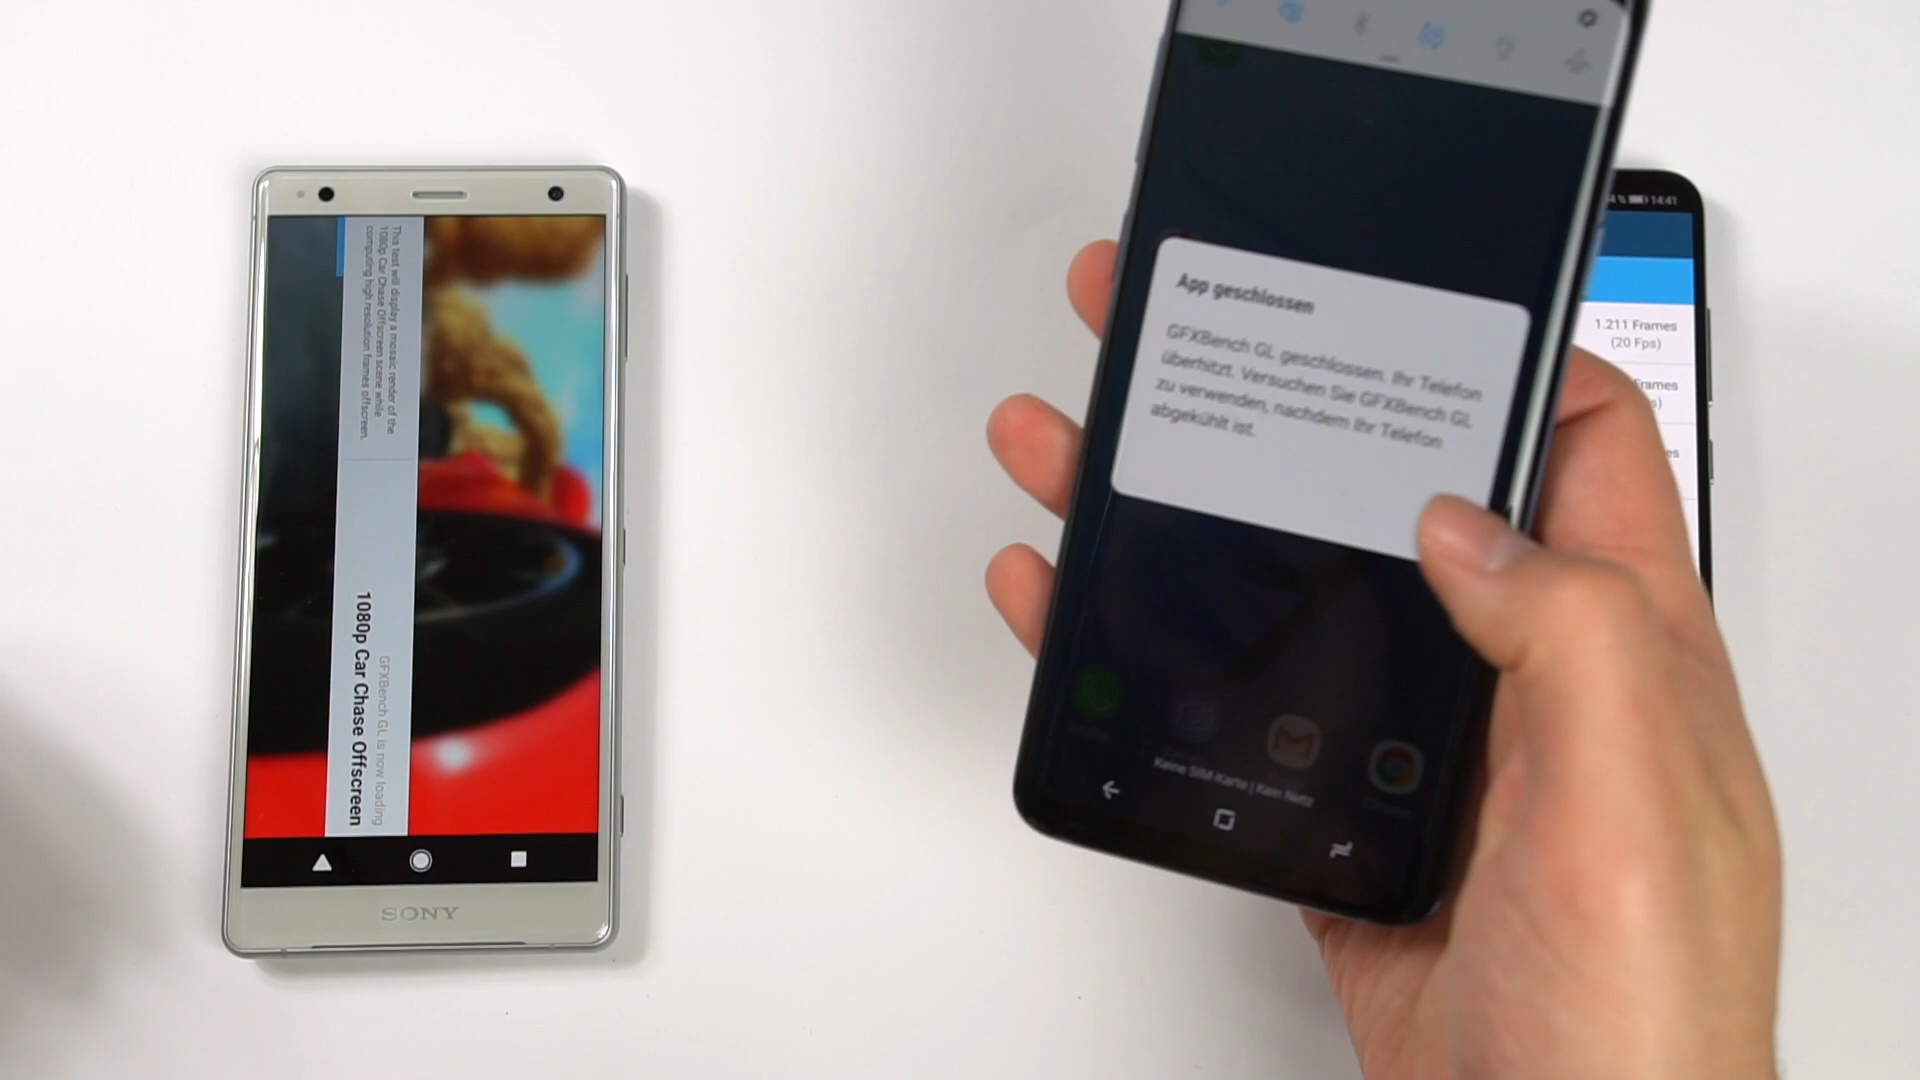 This test will display a mosaic render of the
1080p Car Chase Offscreen scene while
computing high resolution frames offscreen.
GFXBench GL is now loading
1080p Car Chase Offscreen
SONY
App geschlossen
GFXBench GL geschlossen. Ihr Telefon
überhitzt. Versuchen Sie GFXBench GL
zu verwenden, nachdem Ihr Telefon
abgekühlt ist.
Keine SIM-Karte | Kein Netz
14:41
1.211 Frames
(20 Fps)
Frames